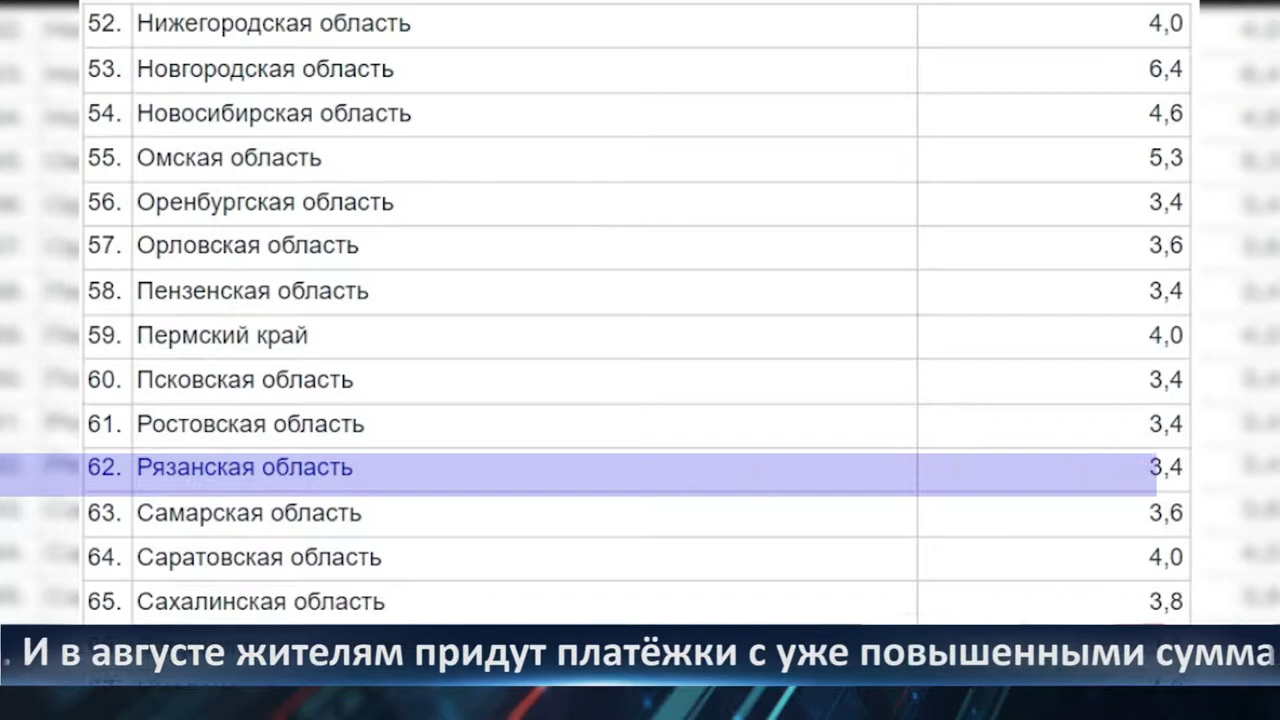 52. Нижегородская область 4,0
53. Новгородская область 6,4
54. Новосибирская область 4,6
55. Омская область 5,3
56. Оренбургская область 3,4
57. Орловская область 3,6
58. Пензенская область 3,4
59. Пермский край 4,0
60. Псковская область 3,4
61. Ростовская область 3,4
62. Рязанская область 3,4
63. Самарская область 3,6
64. Саратовская область 4,0
65. Сахалинская область 3,8
. И в августе жителям придут платёжки с уже повышенными сумма